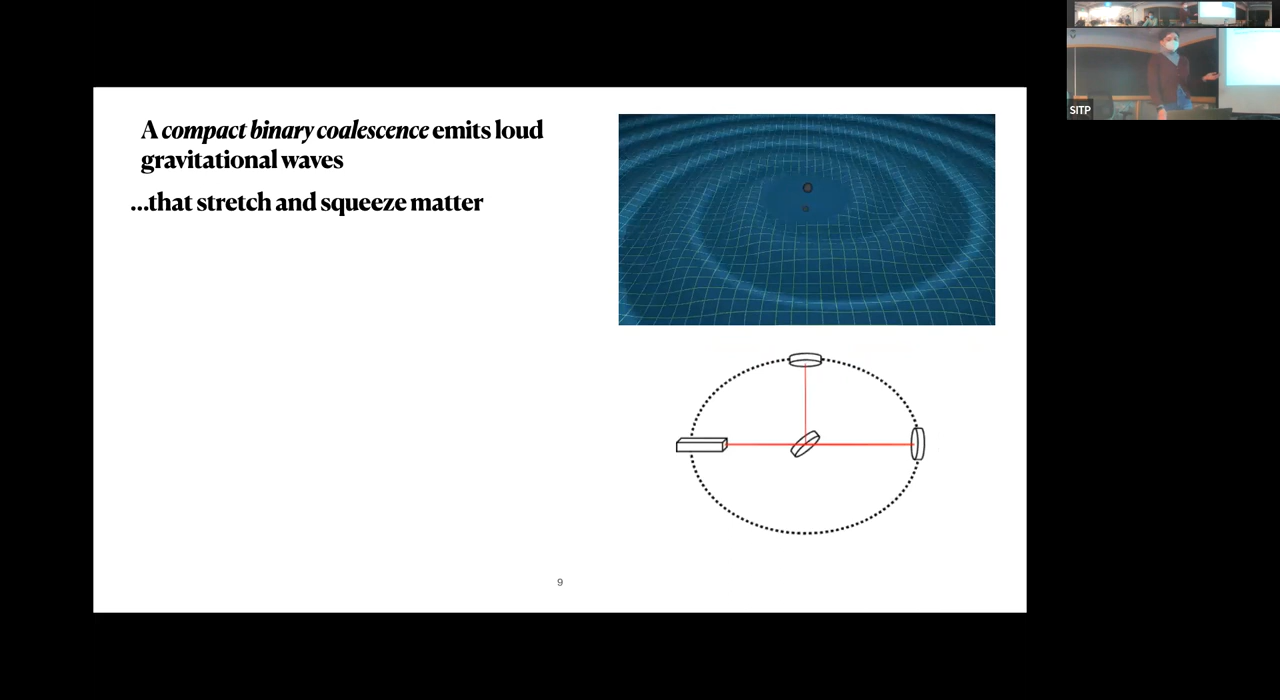 A compact binary coalescence emits loud
gravitational waves
...that stretch and squeeze matter
9
SITP